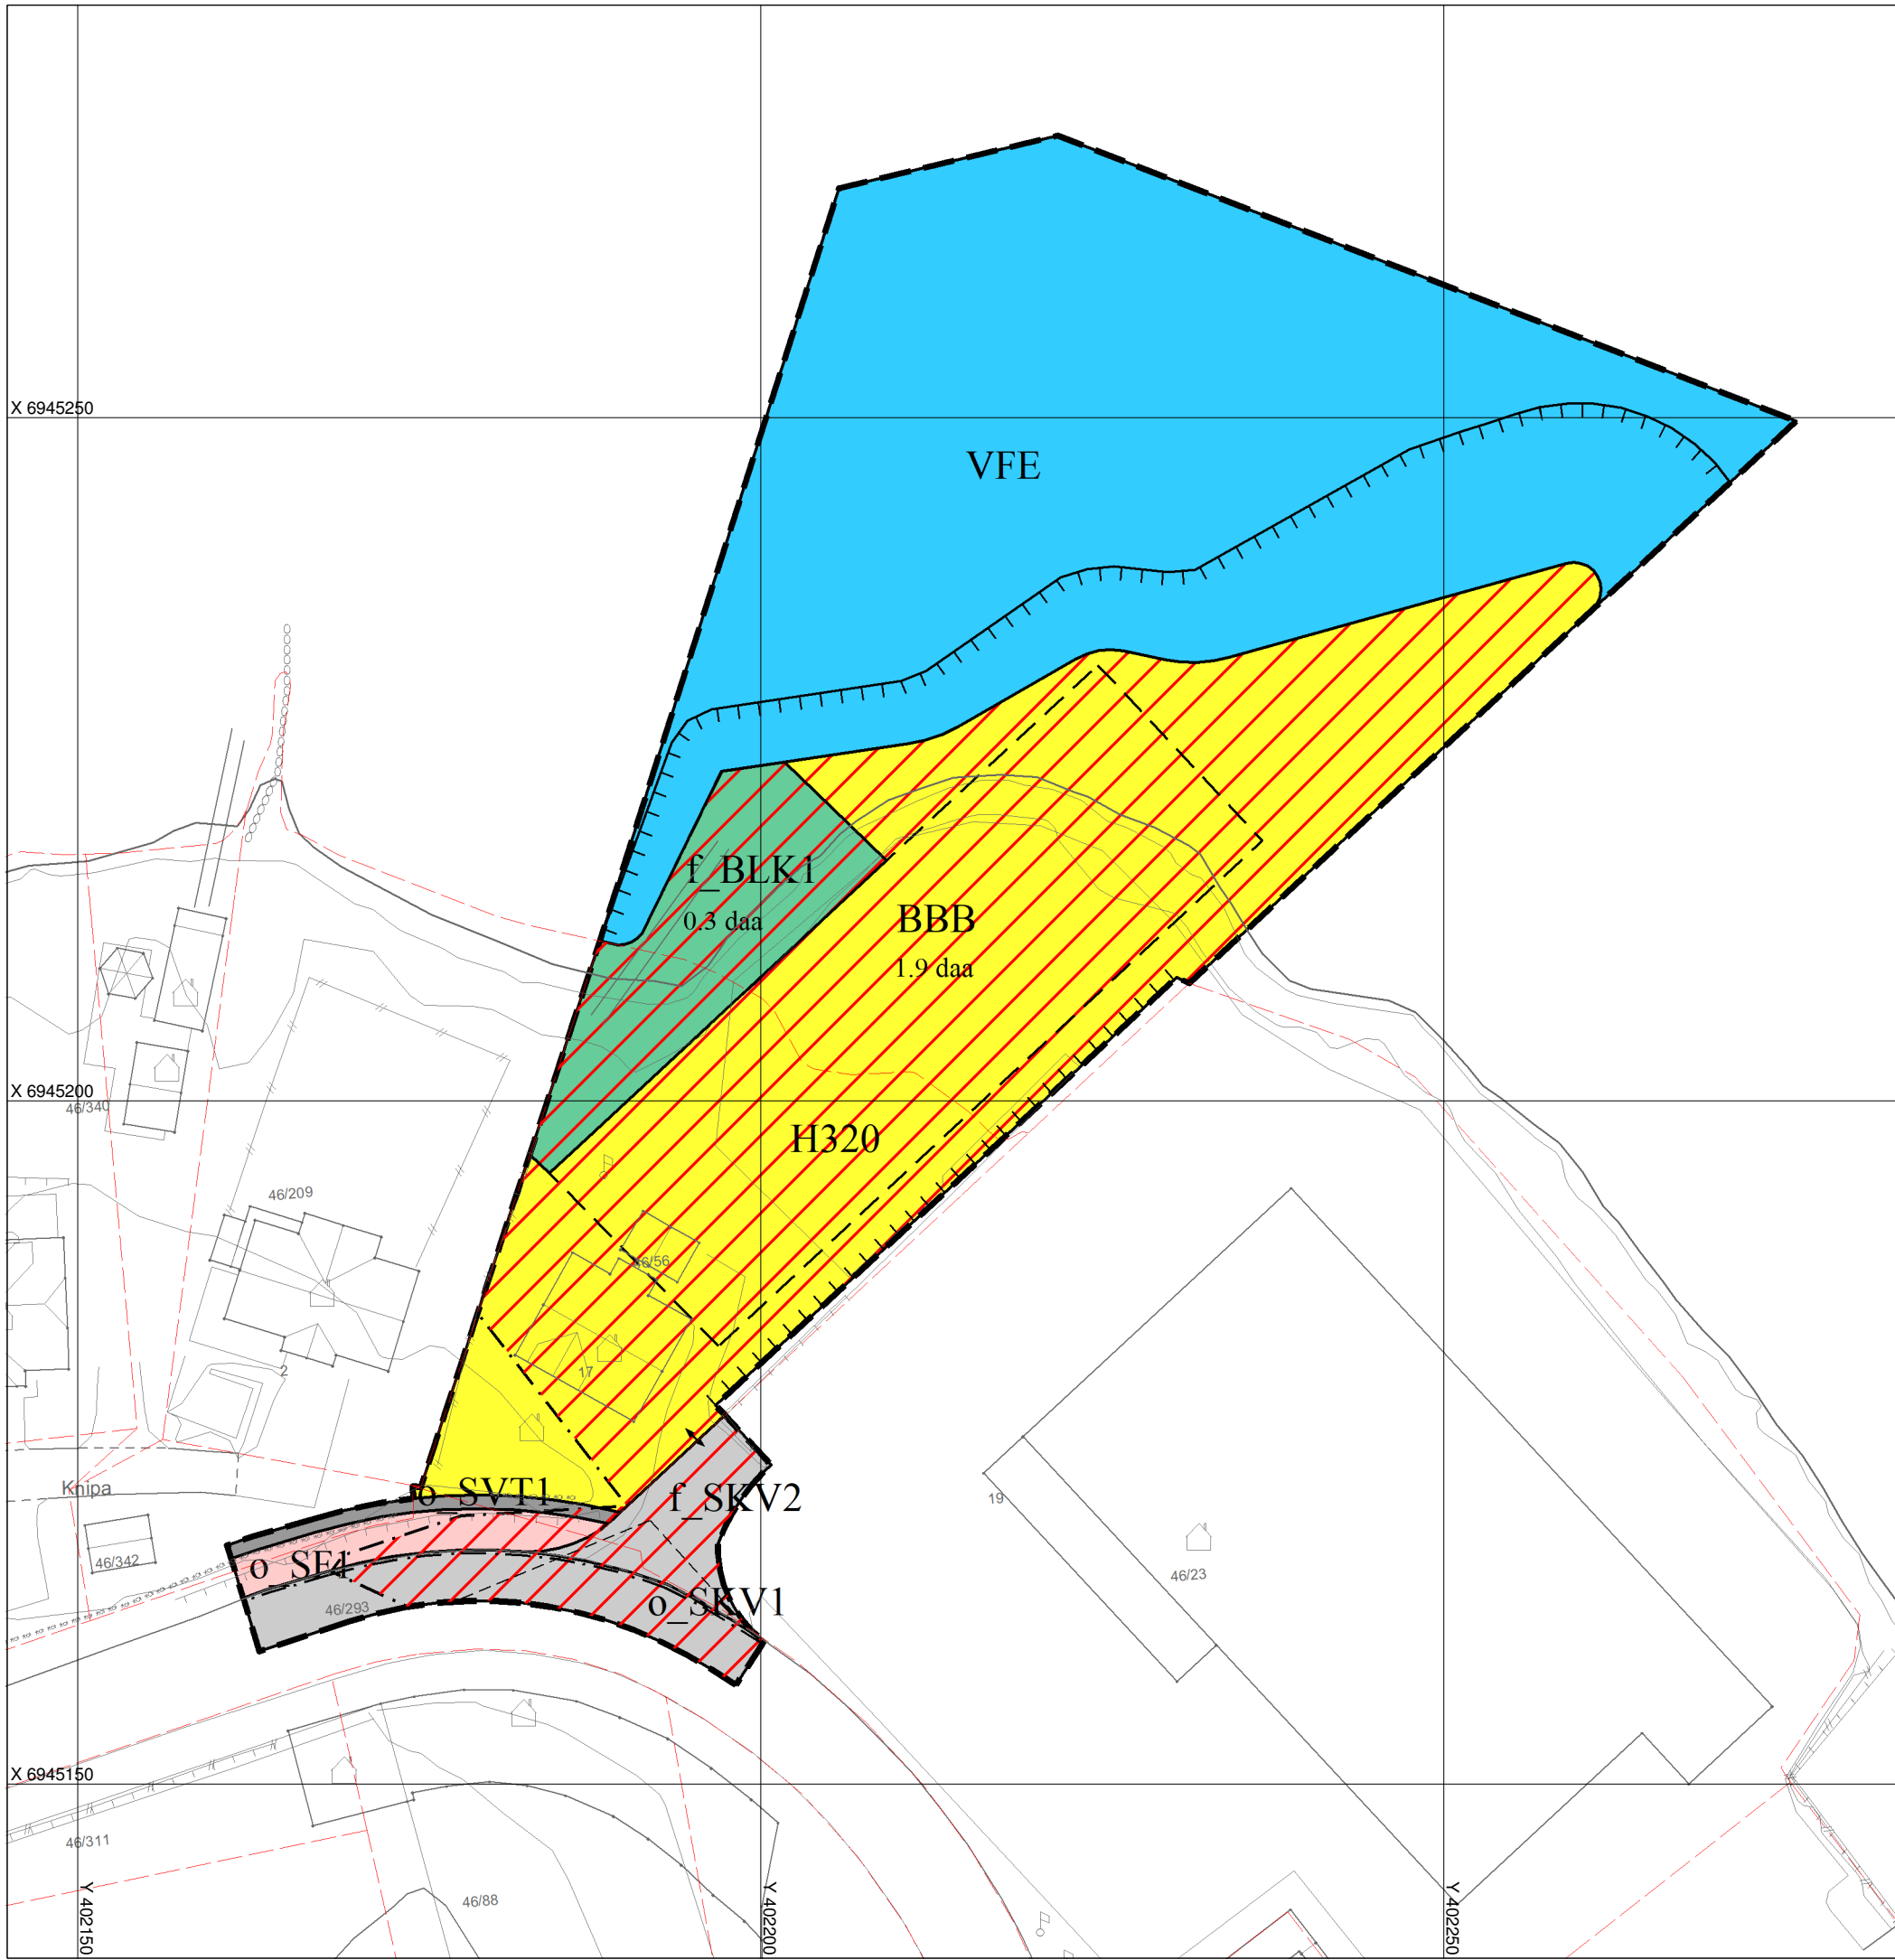 X 6945250
VFE
f_BLK1
0.3 daa
BBB
1.9 daa
X 6945200
46/340
H320
46/209
46/56
2
17
Knipa
o_SVT1
f_SKV2
19
46/342
o_SF1
46/23
46/293
o_SKV1
X 6945150
46/311
46/88
Y 402150
Y 402200
Y 402250